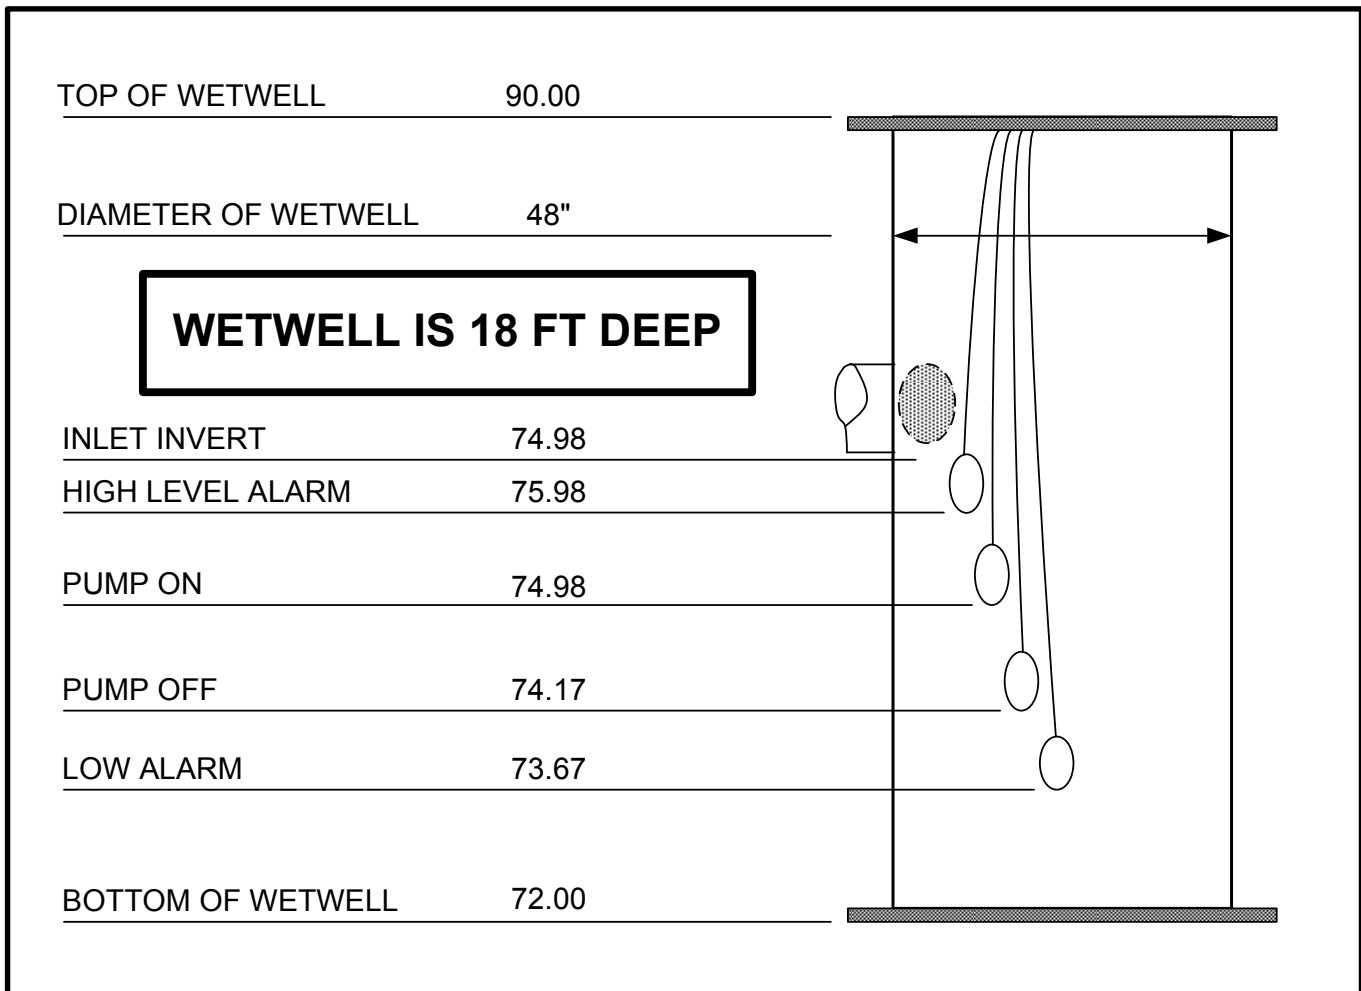 TOP OF WETWELL 90.00
DIAMETER OF WETWELL 48"
WETWELL IS 18 FT DEEP
INLET INVERT 74.98
HIGH LEVEL ALARM 75.98
PUMP ON 74.98
PUMP OFF 74.17
LOW ALARM 73.67
BOTTOM OF WETWELL 72.00